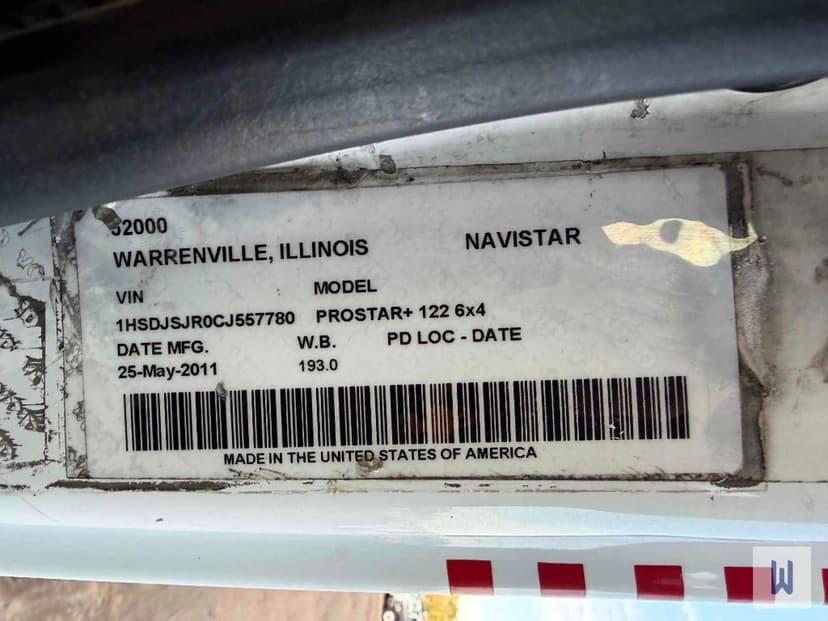 52000
WARRENVILLE, ILLINOIS NAVISTAR
VIN MODEL
1HSDJSJR0CJ557780 PROSTAR+ 122 6x4
DATE MFG. W.B. PD LOC - DATE
25-May-2011 193.0
MADE IN THE UNITED STATES OF AMERICA
W